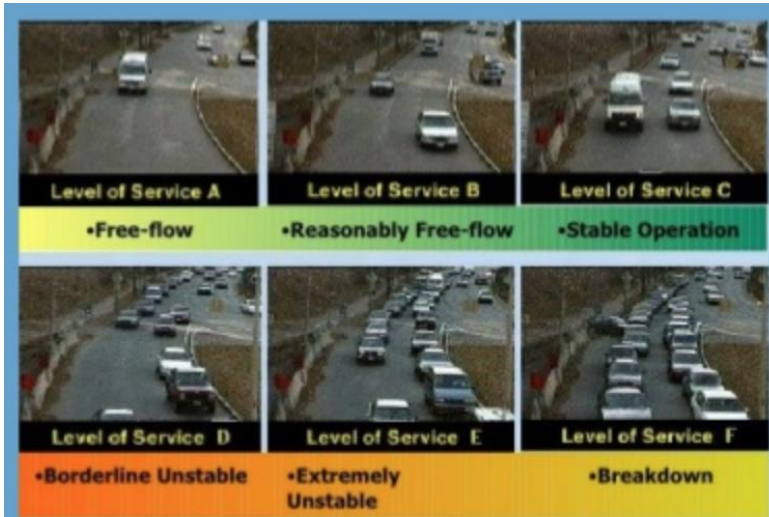 Level of Service A
Level of Service B
Level of Service C
•Free-flow
•Reasonably Free-flow
•Stable Operation
Level of Service D
Level of Service E
Level of Service F
•Borderline Unstable
•Extremely
Unstable
•Breakdown